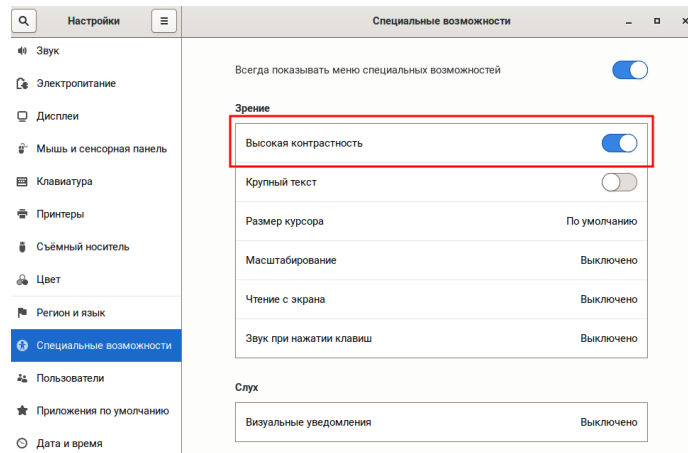 Настройки
Специальные возможности
Звук
Электропитание
Дисплеи
Мышь и сенсорная панель
Клавиатура
Принтеры
Съёмный носитель
Цвет
Регион и язык
Специальные возможности
Пользователи
Приложения по умолчанию
Дата и время
Всегда показывать меню специальных возможностей
Зрение
Высокая контрастность
Крупный текст
Размер курсора По умолчанию
Масштабирование Выключено
Чтение с экрана Выключено
Звук при нажатии клавиш Выключено
Слух
Визуальные уведомления Выключено